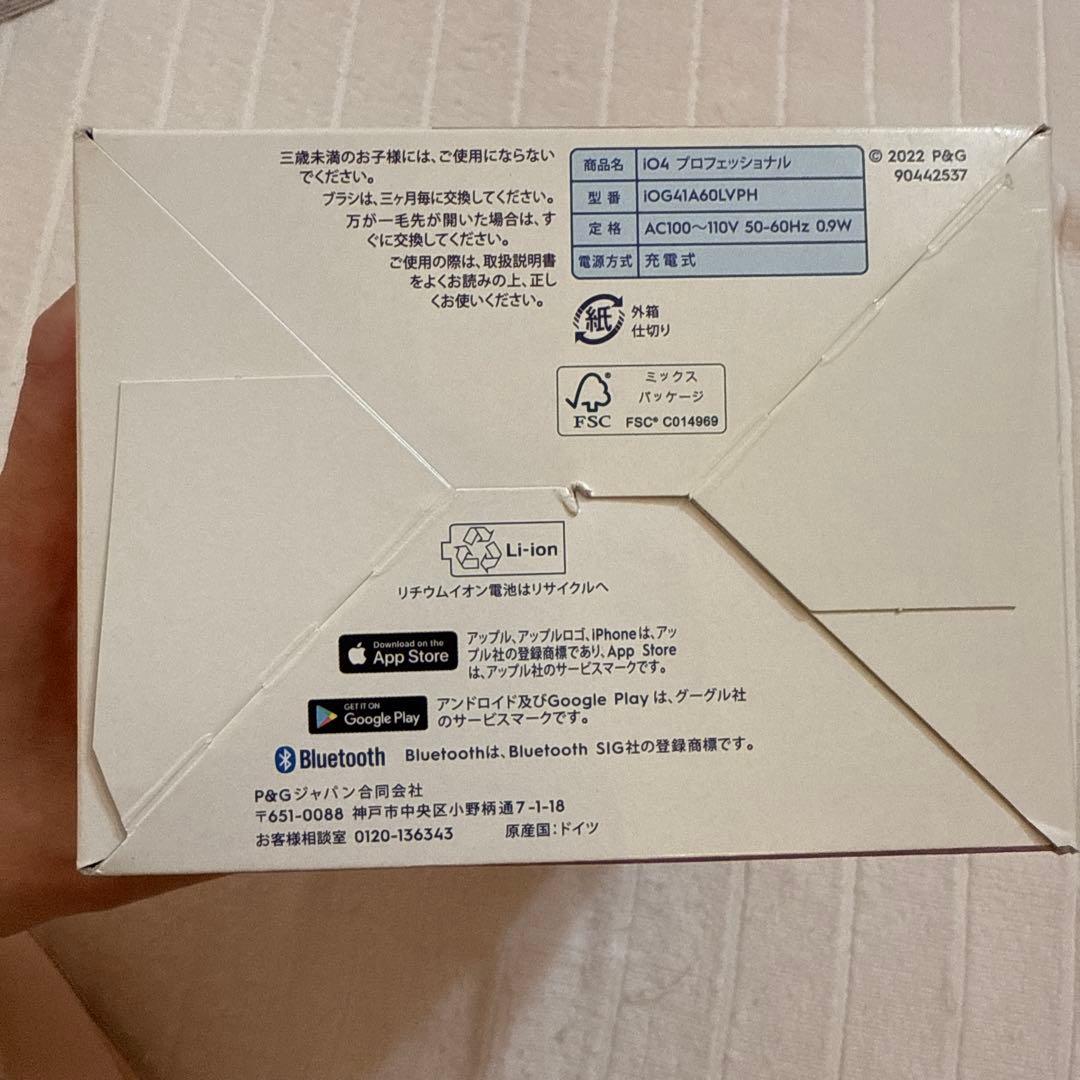 三歳未満のお子様には、ご使用にならない
でください。
ブラシは、三ヶ月毎に交換してください。
万が一毛先が開いた場合は、す
ぐに交換してください。
ご使用の際は、取扱説明書
をよくお読みの上、正し
くお使いください。
商品名 iO4 プロフェッショナル
型番 iOG41A60LVPH
定格 AC100〜110V 50-60Hz 0.9W
電源方式 充電式
© 2022 P&G
90442537
紙 外箱
仕切り
FSC® ミックス
パッケージ
FSC® C014969
Li-ion
リチウムイオン電池はリサイクルへ
Download on the
App Store
アップル、アップルロゴ、iPhoneは、アッ
プル社の登録商標であり、App Store
は、アップル社のサービスマークです。
GET IT ON
Google Play
アンドロイド及びGoogle Play は、グーグル社
のサービスマークです。
Bluetooth Bluetoothは、Bluetooth SIG社の登録商標です。
P&Gジャパン合同会社
〒651-0088 神戸市中央区小野柄通7-1-18
お客様相談室 0120-136343 原産国：ドイツ